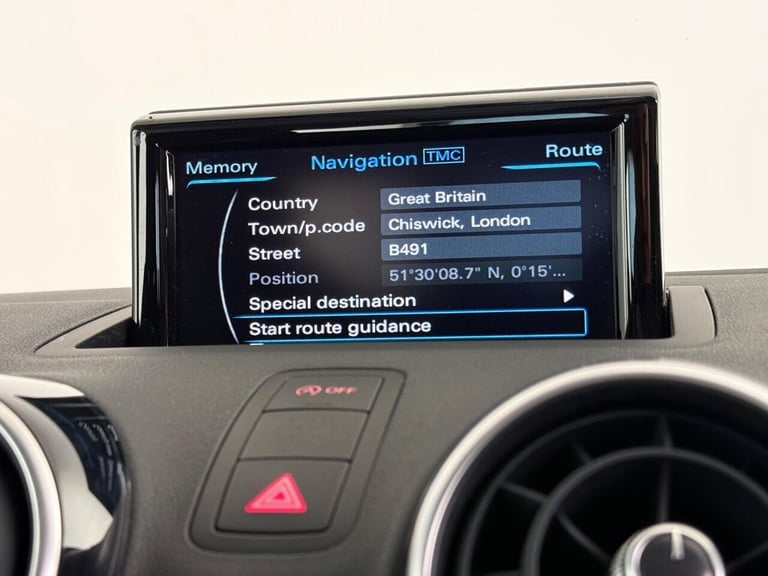 Memory Navigation TMC Route
Country Great Britain
Town/p.code Chiswick, London
Street B491
Position 51°30'08.7" N, 0°15'...
Special destination
Start route guidance
OFF